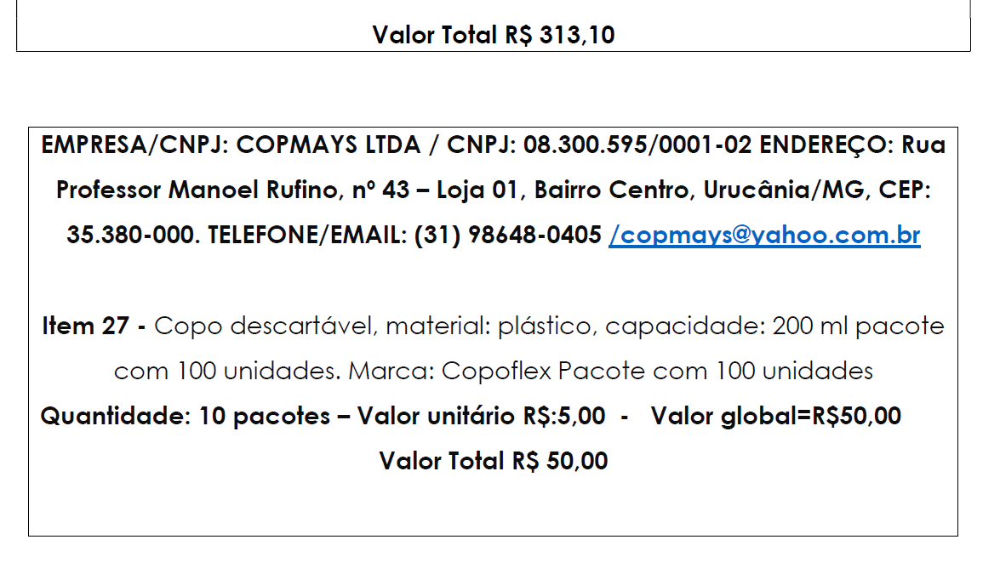 Valor Total R$ 313,10
EMPRESA/CNPJ: COPMAYS LTDA / CNPJ: 08.300.595/0001-02 ENDEREÇO: Rua
Professor Manoel Rufino, nº 43 – Loja 01, Bairro Centro, Urucânia/MG, CEP:
35.380-000. TELEFONE/EMAIL: (31) 98648-0405 /copmays@yahoo.com.br
Item 27 - Copo descartável, material: plástico, capacidade: 200 ml pacote
com 100 unidades. Marca: Copoflex Pacote com 100 unidades
Quantidade: 10 pacotes – Valor unitário R$:5,00 - Valor global=R$50,00
Valor Total R$ 50,00